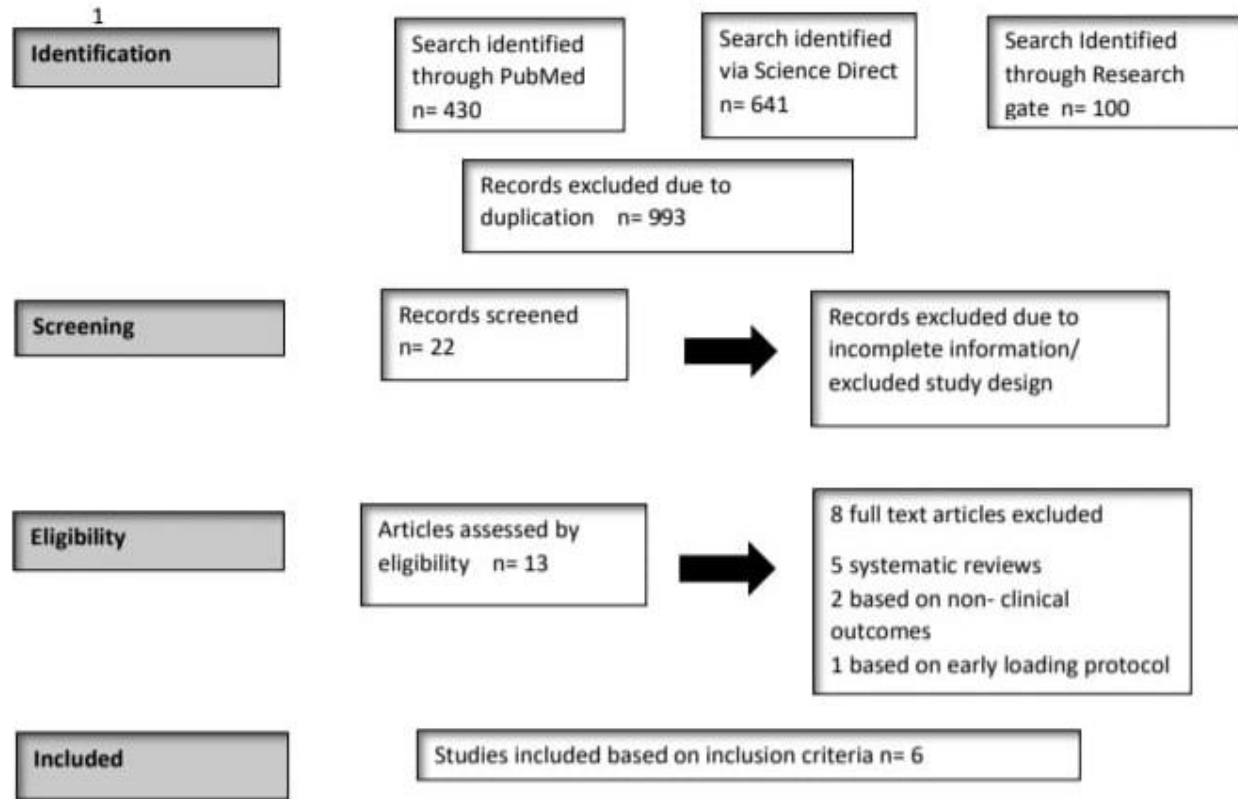 1
Identification
Search identified
through PubMed
n= 430
Search identified
via Science Direct
n= 641
Search Identified
through Research
gate n= 100
Records excluded due to
duplication n= 993
Screening
Records screened
n= 22
Records excluded due to
incomplete information/
excluded study design
Eligibility
Articles assessed by
eligibility n= 13
8 full text articles excluded
5 systematic reviews
2 based on non- clinical
outcomes
1 based on early loading protocol
Included
Studies included based on inclusion criteria n= 6